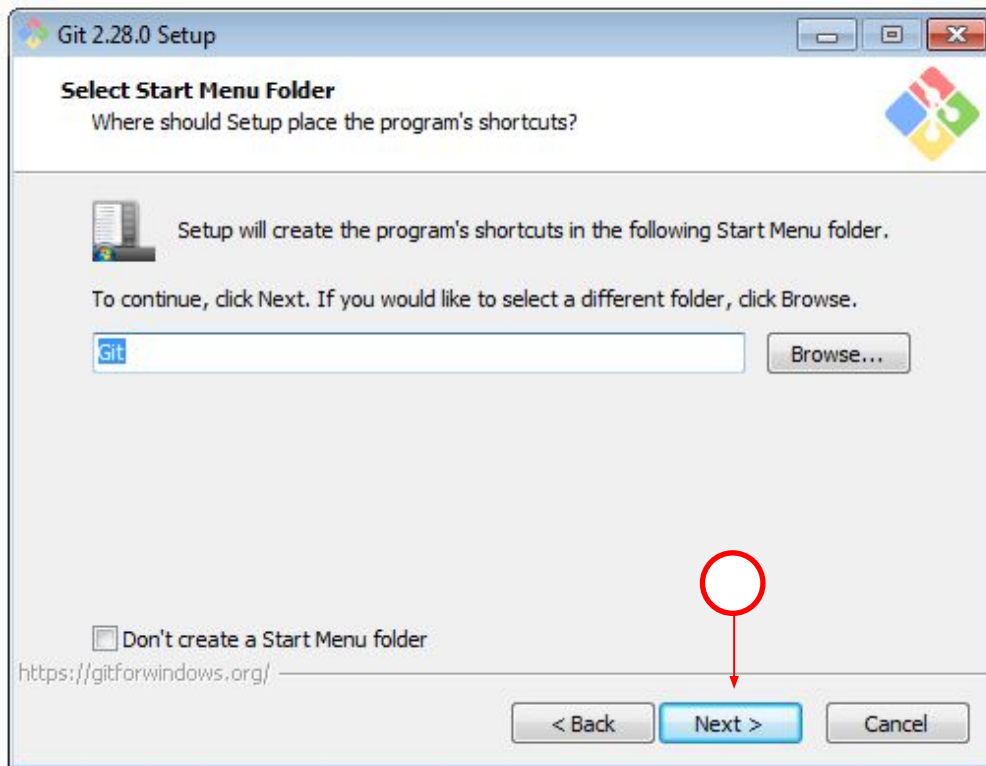 Git 2.28.0 Setup
Select Start Menu Folder
Where should Setup place the program's shortcuts?
Setup will create the program's shortcuts in the following Start Menu folder.
To continue, click Next. If you would like to select a different folder, click Browse.
Git
Browse...
Don't create a Start Menu folder
https://gitforwindows.org/
< Back
Next >
Cancel